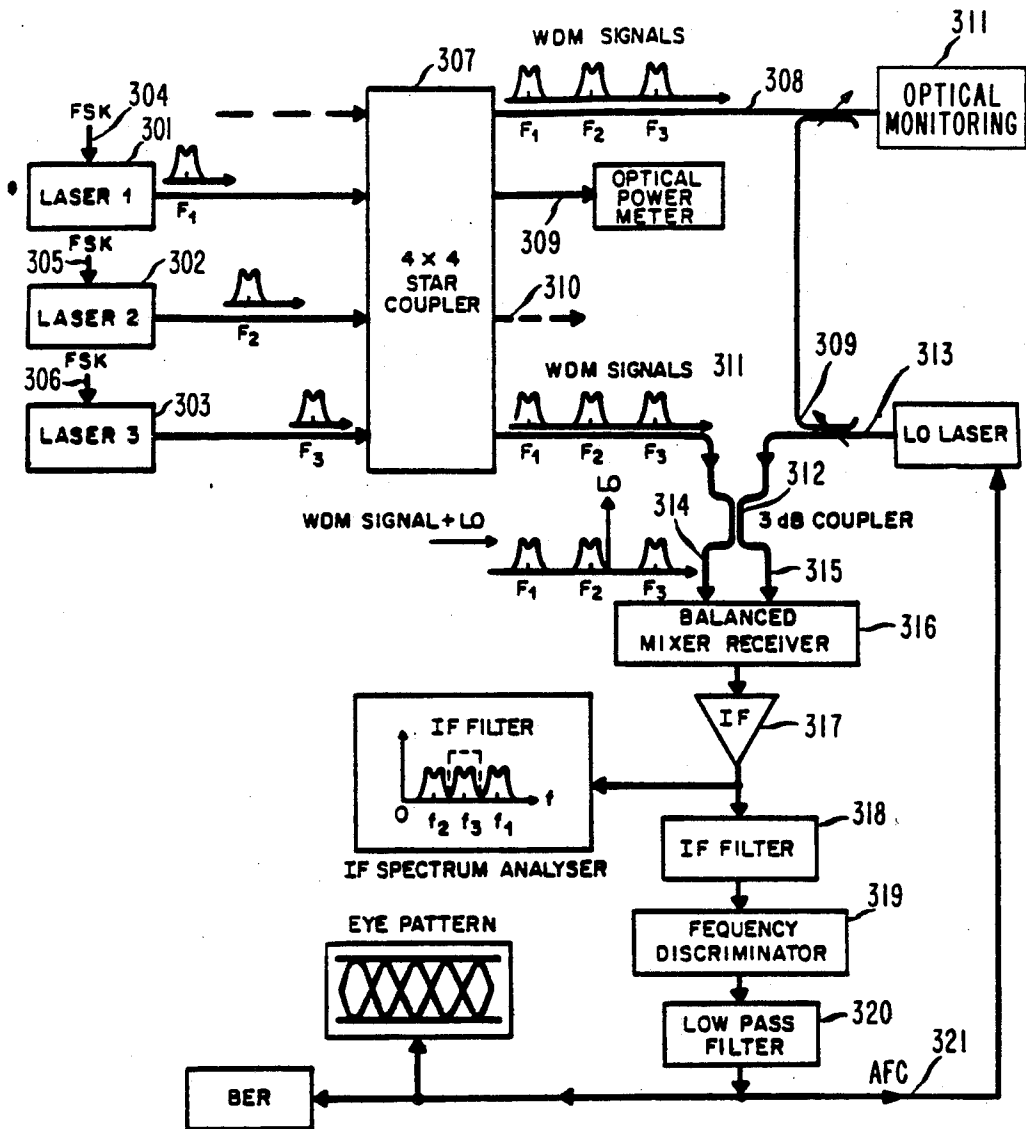 WDM SIGNALS
311
307
304
FSK
301
308
OPTICAL
MONITORING
F1 F2 F3
LASER 1
F1
OPTICAL
POWER
METER
309
FSK
305
302
4 × 4
STAR
COUPLER
310
LASER 2
F2
FSK
306
303
WDM SIGNALS
311
309
313
LASER 3
F3
F1 F2 F3
LO LASER
LO
312
314
3 dB COUPLER
WDM SIGNAL+LO
315
F1 F2 F3
BALANCED
MIXER RECEIVER
316
IF FILTER
IF
317
O
f
f2 f3 f1
318
IF FILTER
IF SPECTRUM ANALYSER
319
EYE PATTERN
FEQUENCY
DISCRIMINATOR
320
LOW PASS
FILTER
321
AFC
BER